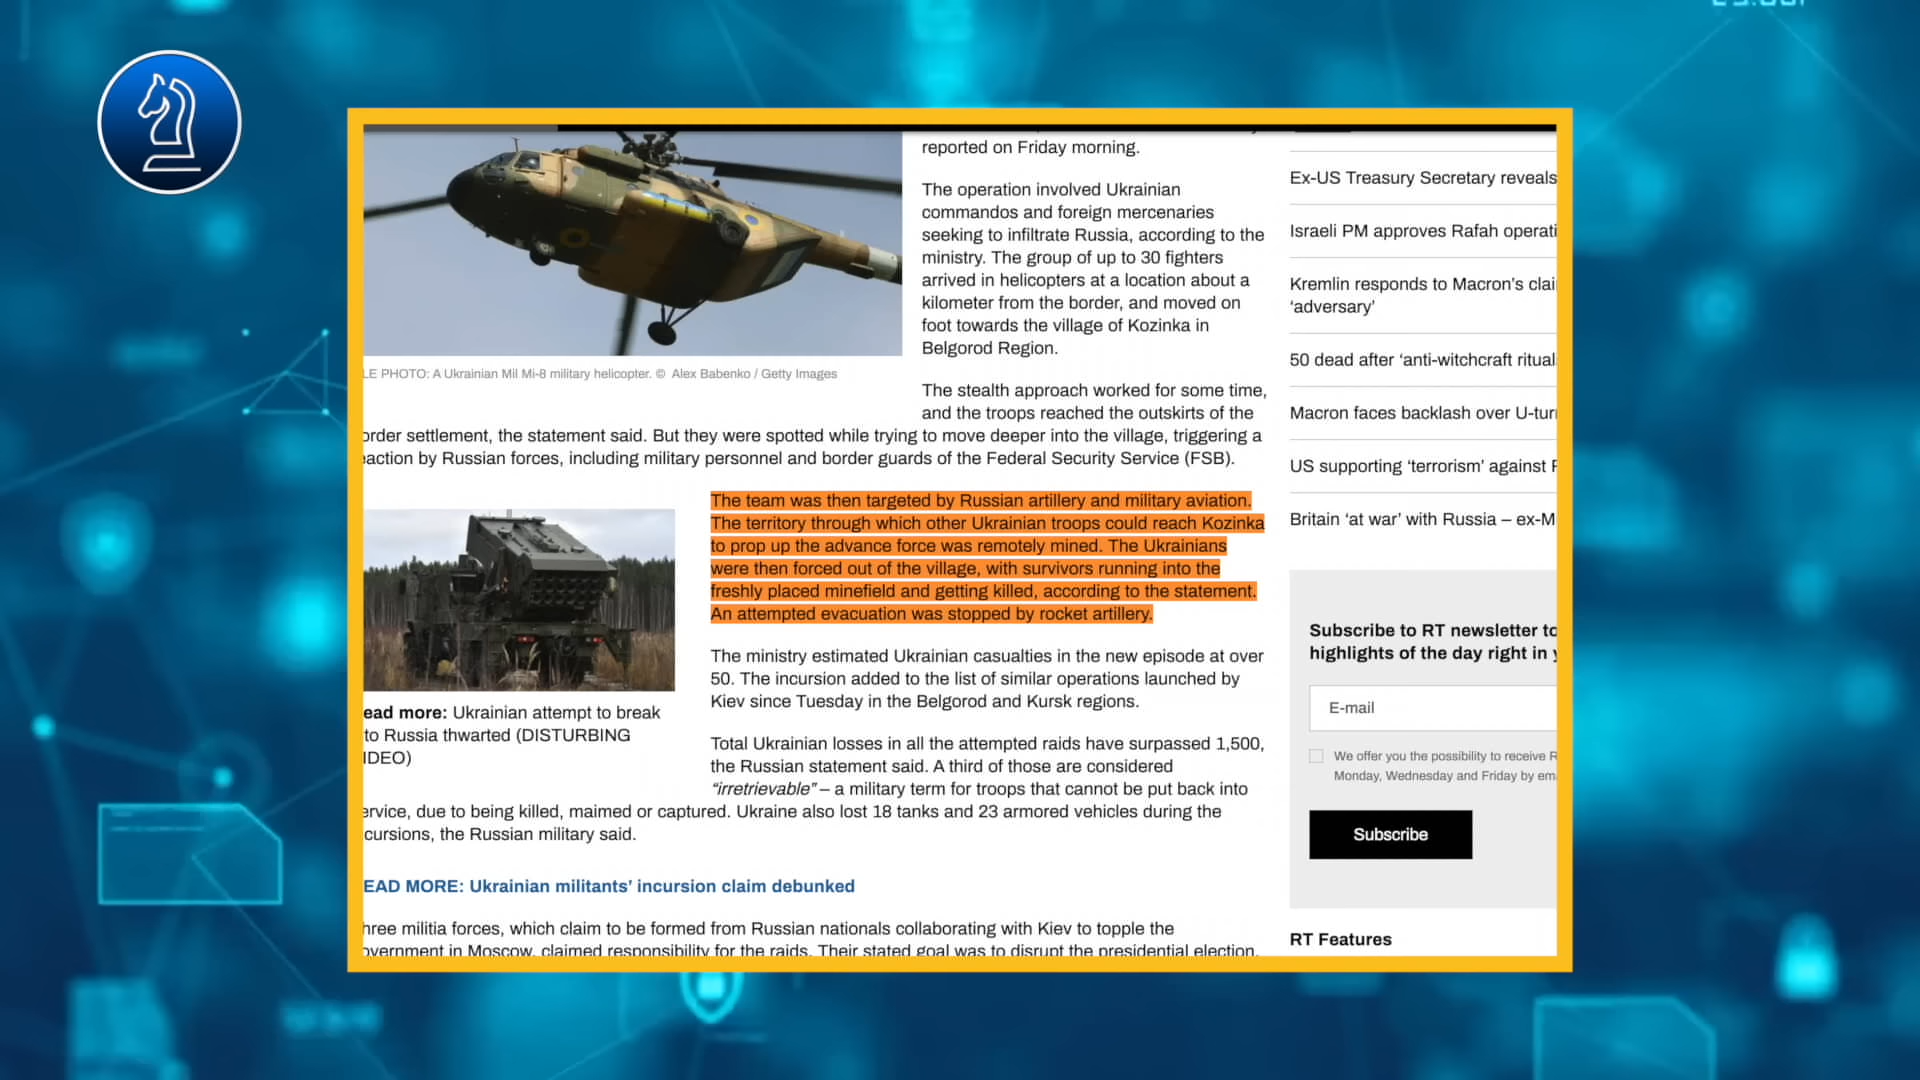 reported on Friday morning.
The operation involved Ukrainian
commandos and foreign mercenaries
seeking to infiltrate Russia, according to the
ministry. The group of up to 30 fighters
arrived in helicopters at a location about a
kilometer from the border, and moved on
foot towards the village of Kozinka in
Belgorod Region.
LE PHOTO: A Ukrainian Mil Mi-8 military helicopter. © Alex Babenko / Getty Images
The stealth approach worked for some time,
and the troops reached the outskirts of the
order settlement, the statement said. But they were spotted while trying to move deeper into the village, triggering a
action by Russian forces, including military personnel and border guards of the Federal Security Service (FSB).
The team was then targeted by Russian artillery and military aviation.
The territory through which other Ukrainian troops could reach Kozinka
to prop up the advance force was remotely mined. The Ukrainians
were then forced out of the village, with survivors running into the
freshly placed minefield and getting killed, according to the statement.
An attempted evacuation was stopped by rocket artillery.
ead more: Ukrainian attempt to break
to Russia thwarted (DISTURBING
IDEO)
The ministry estimated Ukrainian casualties in the new episode at over
50. The incursion added to the list of similar operations launched by
Kiev since Tuesday in the Belgorod and Kursk regions.
Total Ukrainian losses in all the attempted raids have surpassed 1,500,
the Russian statement said. A third of those are considered
“irretrievable” – a military term for troops that cannot be put back into
ervice, due to being killed, maimed or captured. Ukraine also lost 18 tanks and 23 armored vehicles during the
cursions, the Russian military said.
EAD MORE: Ukrainian militants’ incursion claim debunked
hree militia forces, which claim to be formed from Russian nationals collaborating with Kiev to topple the
overnment in Moscow, claimed responsibility for the raids. Their stated goal was to disrupt the presidential election.
Ex-US Treasury Secretary reveals
Israeli PM approves Rafah operati
Kremlin responds to Macron’s clai
‘adversary’
50 dead after ‘anti-witchcraft ritual
Macron faces backlash over U-tur
US supporting ‘terrorism’ against
Britain ‘at war’ with Russia – ex-M
Subscribe to RT newsletter to
highlights of the day right in
E-mail
We offer you the possibility to receive R
Monday, Wednesday and Friday by em
Subscribe
RT Features